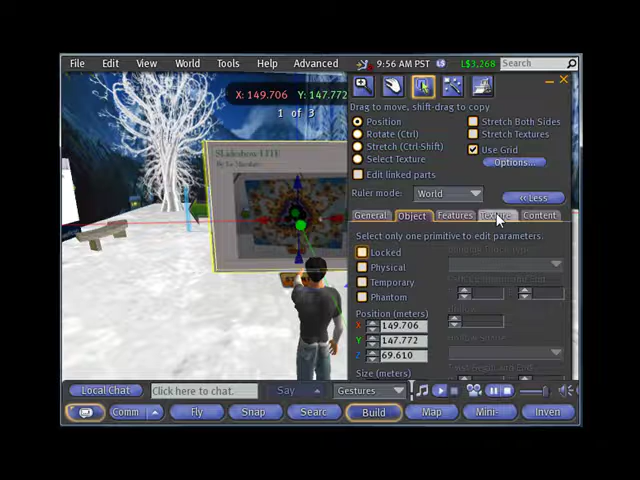 File Edit View World Tools Help Advanced 9:56 AM PST L$3,268 Search
X: 149.706 Y: 147.772
1 of 3
Drag to move, shift-drag to copy
Position
Rotate (Ctrl)
Stretch (Ctrl-Shift)
Select Texture
Edit linked parts
Stretch Both Sides
Stretch Textures
Use Grid
Options...
Ruler mode: World
<< Less
General Object Features Texture Content
Select only one primitive to edit parameters.
Locked
Physical
Temporary
Phantom
Position (meters)
X 149.706
Y 147.772
Z 69.610
Size (meters)
Slideshow LITE
Local Chat Click here to chat. Say Gestures
Comm Fly Snap Searc Build Map Mini- Inven